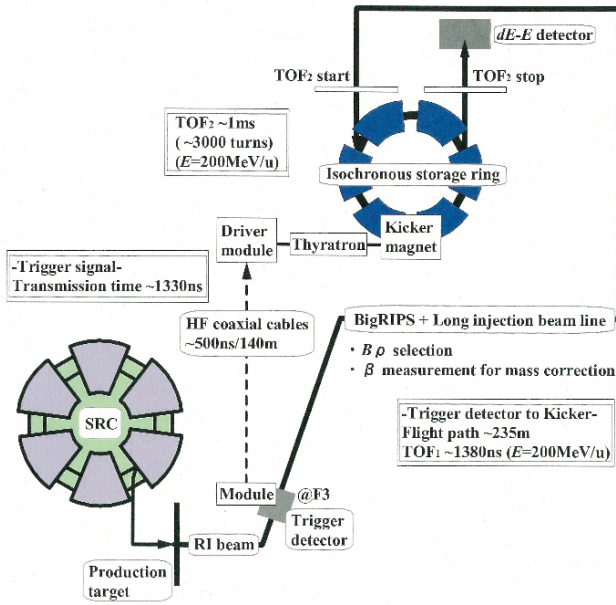 dE-E detector
TOF₂ start
TOF₂ stop
TOF₂ ~1ms
( ~3000 turns)
(E=200MeV/u)
Isochronous storage ring
Driver
module
Thyratron
Kicker
magnet
-Trigger signal-
Transmission time ~1330ns
HF coaxial cables
~500ns/140m
BigRIPS + Long injection beam line
・ Bρ selection
・ β measurement for mass correction
SRC
-Trigger detector to Kicker-
Flight path ~235m
TOF₁ ~1380ns (E=200MeV/u)
Module
@F3
Trigger
detector
RI beam
Production
target